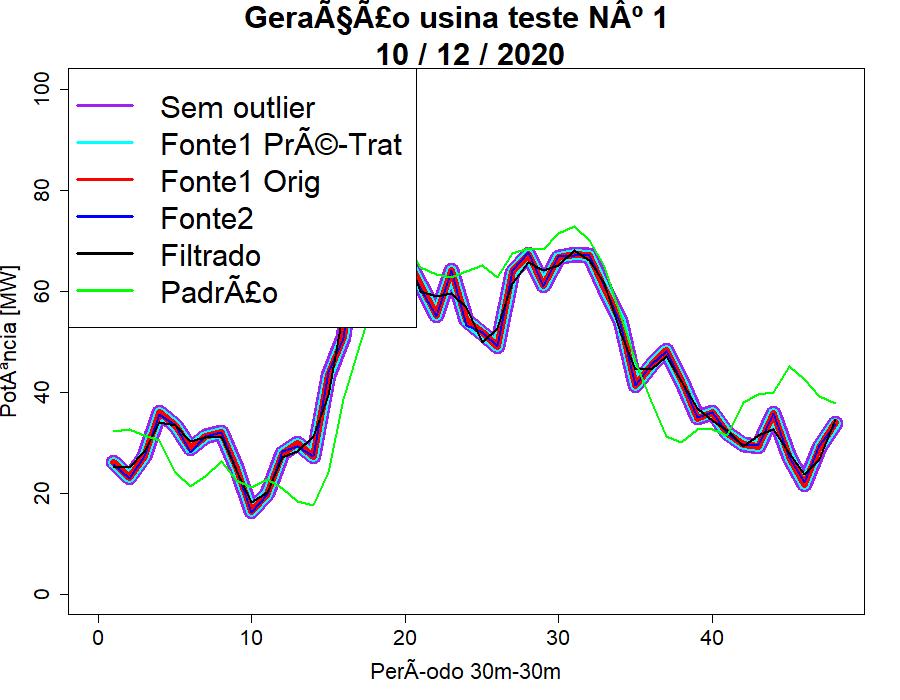 GeraÃ§Ã£o usina teste NÂº 1
10 / 12 / 2020
Sem outlier
Fonte1 PrÃ©-Trat
Fonte1 Orig
Fonte2
Filtrado
PadrÃ£o
PotÃªncia [MW]
100
80
60
40
20
0
0 10 20 30 40
PerÃ-odo 30m-30m